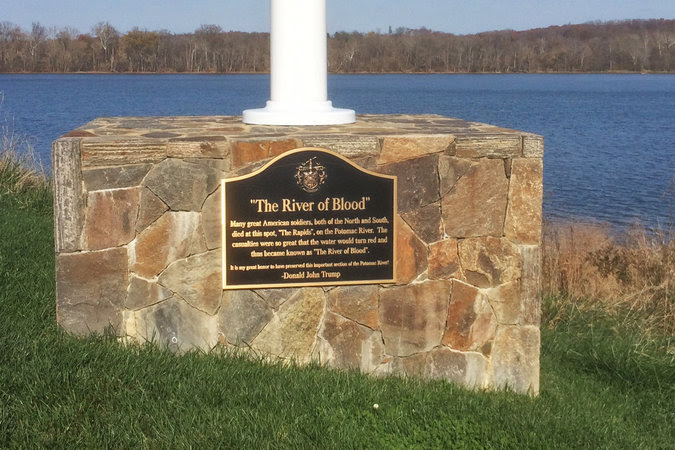 "The River of Blood"
Many great American soldiers, both of the North and South,
died at this spot, "The Rapids", on the Potomac River. The
casualties were so great that the water would turn red and
thus became known as "The River of Blood".
It is my great honor to have preserved this important section of the Potomac River!
-Donald John Trump